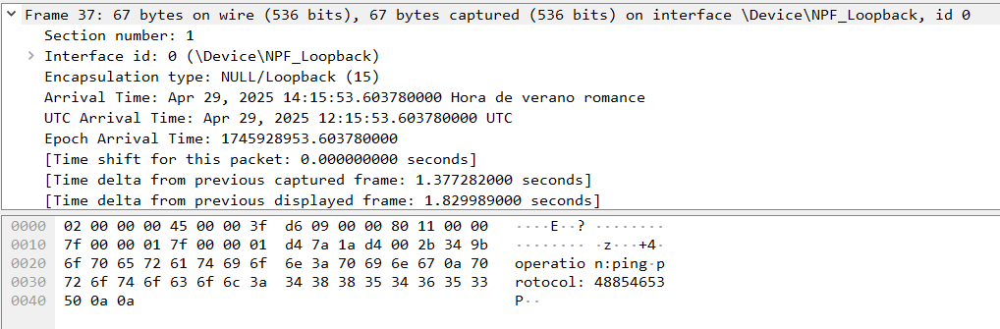 Frame 37: 67 bytes on wire (536 bits), 67 bytes captured (536 bits) on interface \Device\NPF_Loopback, id 0
Section number: 1
Interface id: 0 (\Device\NPF_Loopback)
Encapsulation type: NULL/Loopback (15)
Arrival Time: Apr 29, 2025 14:15:53.603780000 Hora de verano romance
UTC Arrival Time: Apr 29, 2025 12:15:53.603780000 UTC
Epoch Arrival Time: 1745928953.603780000
[Time shift for this packet: 0.000000000 seconds]
[Time delta from previous captured frame: 1.377282000 seconds]
[Time delta from previous displayed frame: 1.829989000 seconds]
0000 02 00 00 00 45 00 00 3f d6 09 00 00 80 11 00 00 ····E··? ········
0010 7f 00 00 01 7f 00 00 01 d4 7a 1a d4 00 2b 34 9b ········ ·z···+4·
0020 6f 70 65 72 61 74 69 6f 6e 3a 70 69 6e 67 0a 70 operatio n:ping·p
0030 72 6f 74 6f 63 6f 6c 3a 34 38 38 35 34 36 35 33 rotocol: 48854653
0040 50 0a 0a P··